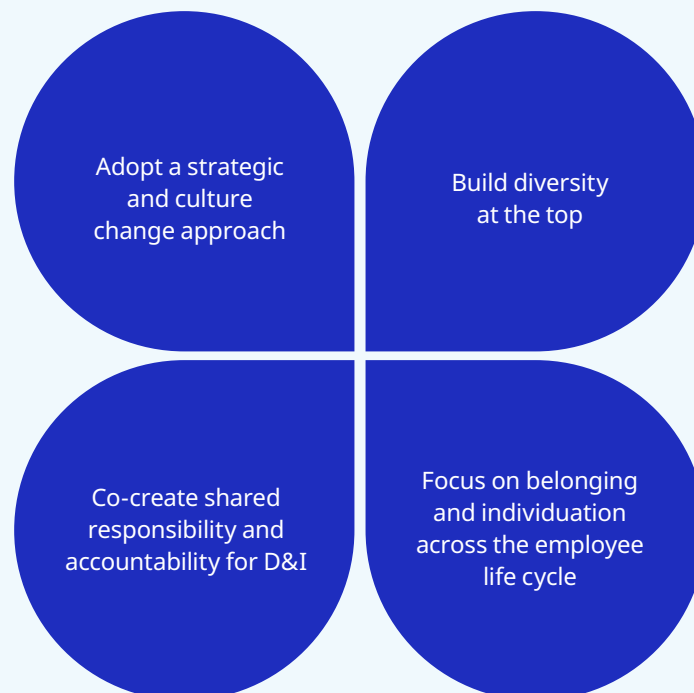 Adopt a strategic
and culture
change approach
Build diversity
at the top
Co-create shared
responsibility and
accountability for D&I
Focus on belonging
and individuation
across the employee
life cycle